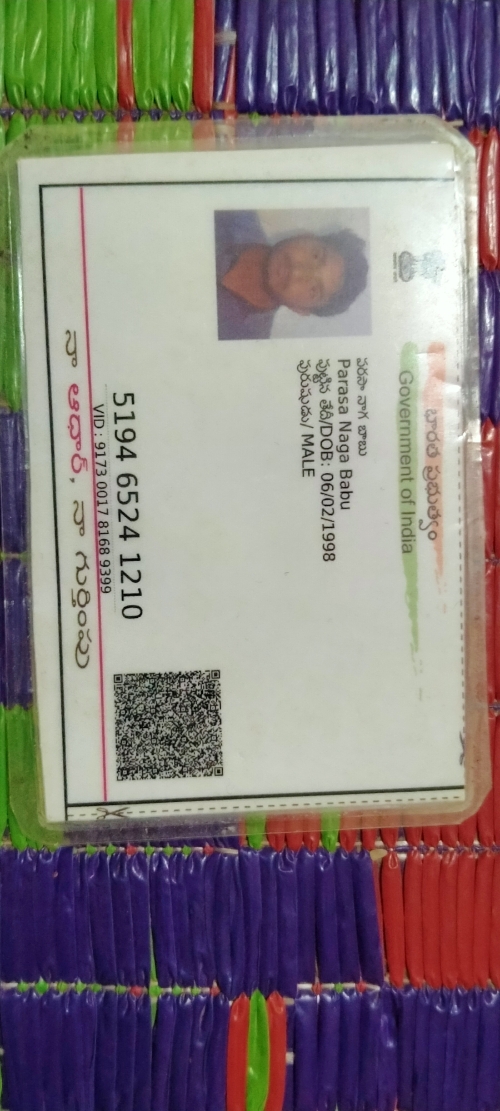 భారత ప్రభుత్వం
Government of India
పరసా నాగ బాబు
Parasa Naga Babu
పుట్టిన తేదీ/DOB: 06/02/1998
పురుషుడు/ MALE
5194 6524 1210
VID : 9173 0017 8168 9399
నా ఆధార్, నా గుర్తింపు